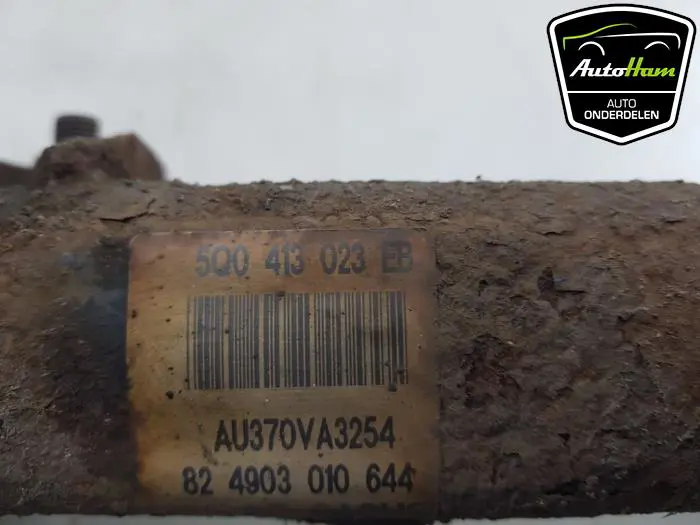 AutoHam
AUTO
ONDERDELEN
5Q0 413 023 EB
AU370VA3254
82 4903 010 644